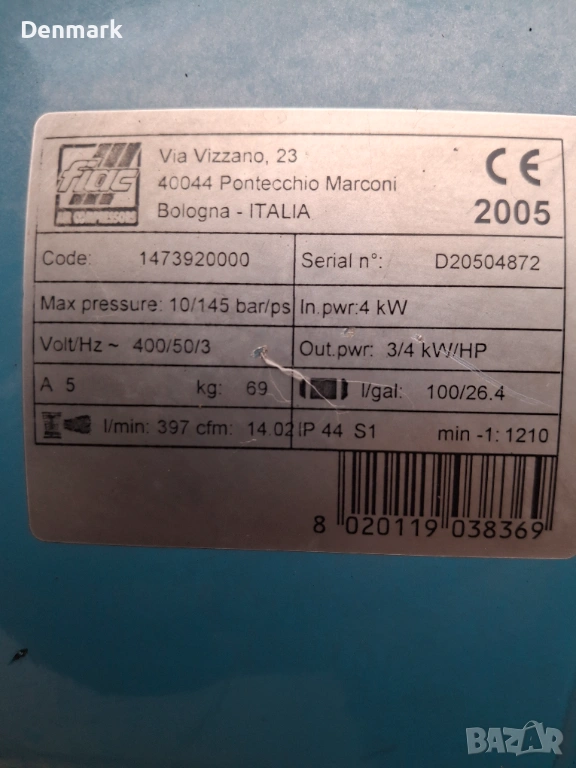 Denmark
fiac
AIR COMPRESSORS
Via Vizzano, 23
40044 Pontecchio Marconi
Bologna - ITALIA
CE
2005
Code: 1473920000
Serial n°: D20504872
Max pressure: 10/145 bar/ps
In.pwr:4 kW
Volt/Hz ~ 400/50/3
Out.pwr: 3/4 kW/HP
A 5 kg: 69
l/gal: 100/26.4
l/min: 397 cfm: 14.02
IP 44 S1 min -1: 1210
8 020119 038369
BAZAR